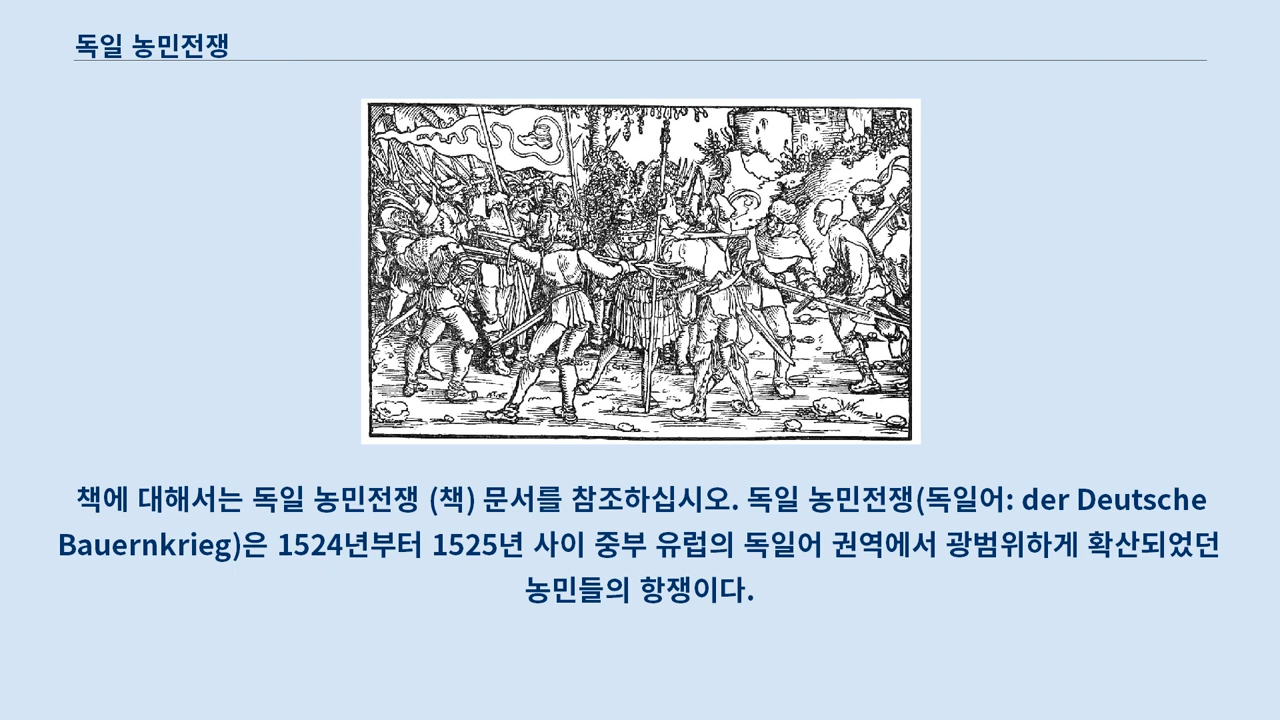 독일 농민전쟁
책에 대해서는 독일 농민전쟁 (책) 문서를 참조하십시오. 독일 농민전쟁(독일어: der Deutsche
Bauernkrieg)은 1524년부터 1525년 사이 중부 유럽의 독일어 권역에서 광범위하게 확산되었던
농민들의 항쟁이다.